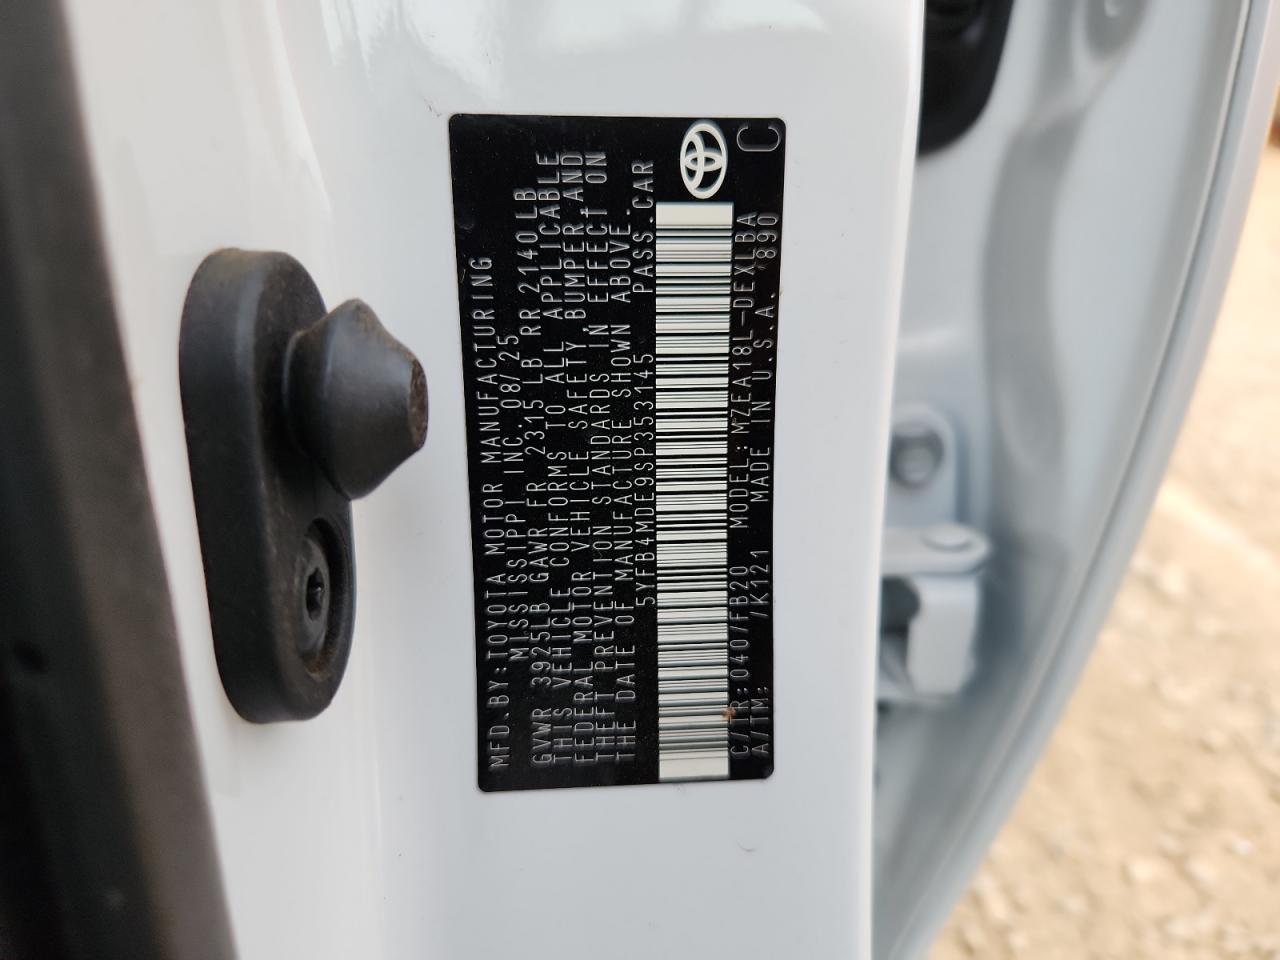 MFD.BY:TOYOTA MOTOR MANUFACTURING
MISSISSIPPI INC. 08/25
GVWR 3925LB GAWR FR 2315LB RR 2140LB
THIS VEHICLE CONFORMS TO ALL APPLICABLE
FEDERAL MOTOR VEHICLE SAFETY, BUMPER, AND
THEFT PREVENTION STANDARDS IN EFFECT ON
THE DATE OF MANUFACTURE SHOWN ABOVE.
5YFB4MDE9SP353145 PASS.CAR
C/TR:040/FB20 MODEL:MZEA18L-DEXLBA
A/TM: /K121 MADE IN U.S.A. 890
C